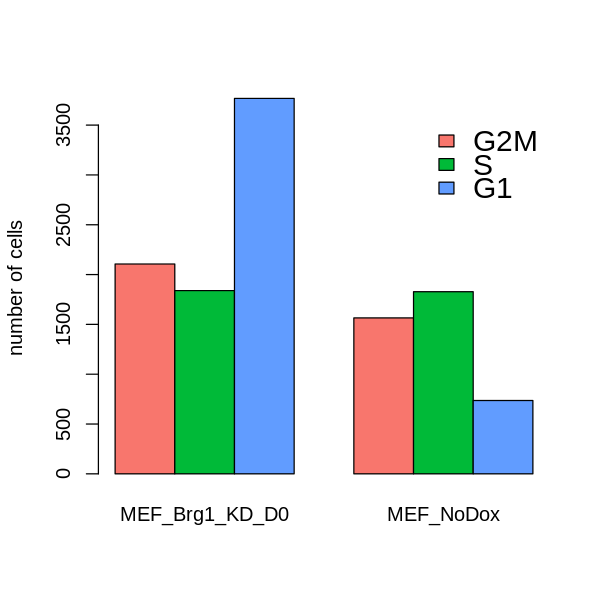 number of cells
3500
2500
1500
500
0
G2M
S
G1
MEF_Brg1_KD_D0
MEF_NoDox